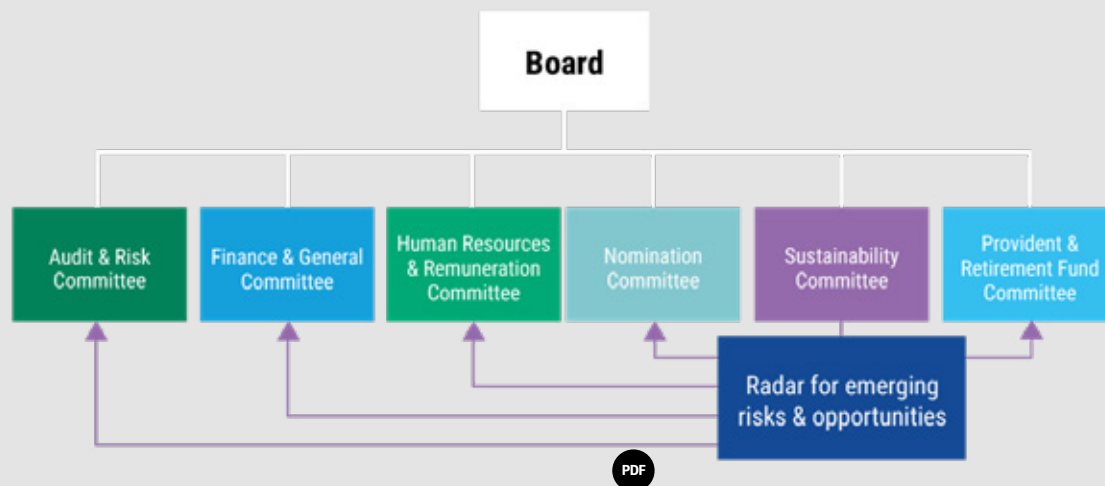 Board
Audit & Risk
Committee
Finance & General
Committee
Human Resources
& Remuneration
Committee
Nomination
Committee
Sustainability
Committee
Provident &
Retirement Fund
Committee
Radar for emerging
risks & opportunities
PDF